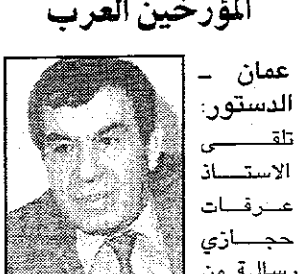 المؤرخين العرب
عمان -
الدستور:
تلقى
الاستاذ
عرفات
حجازي
رسالة من